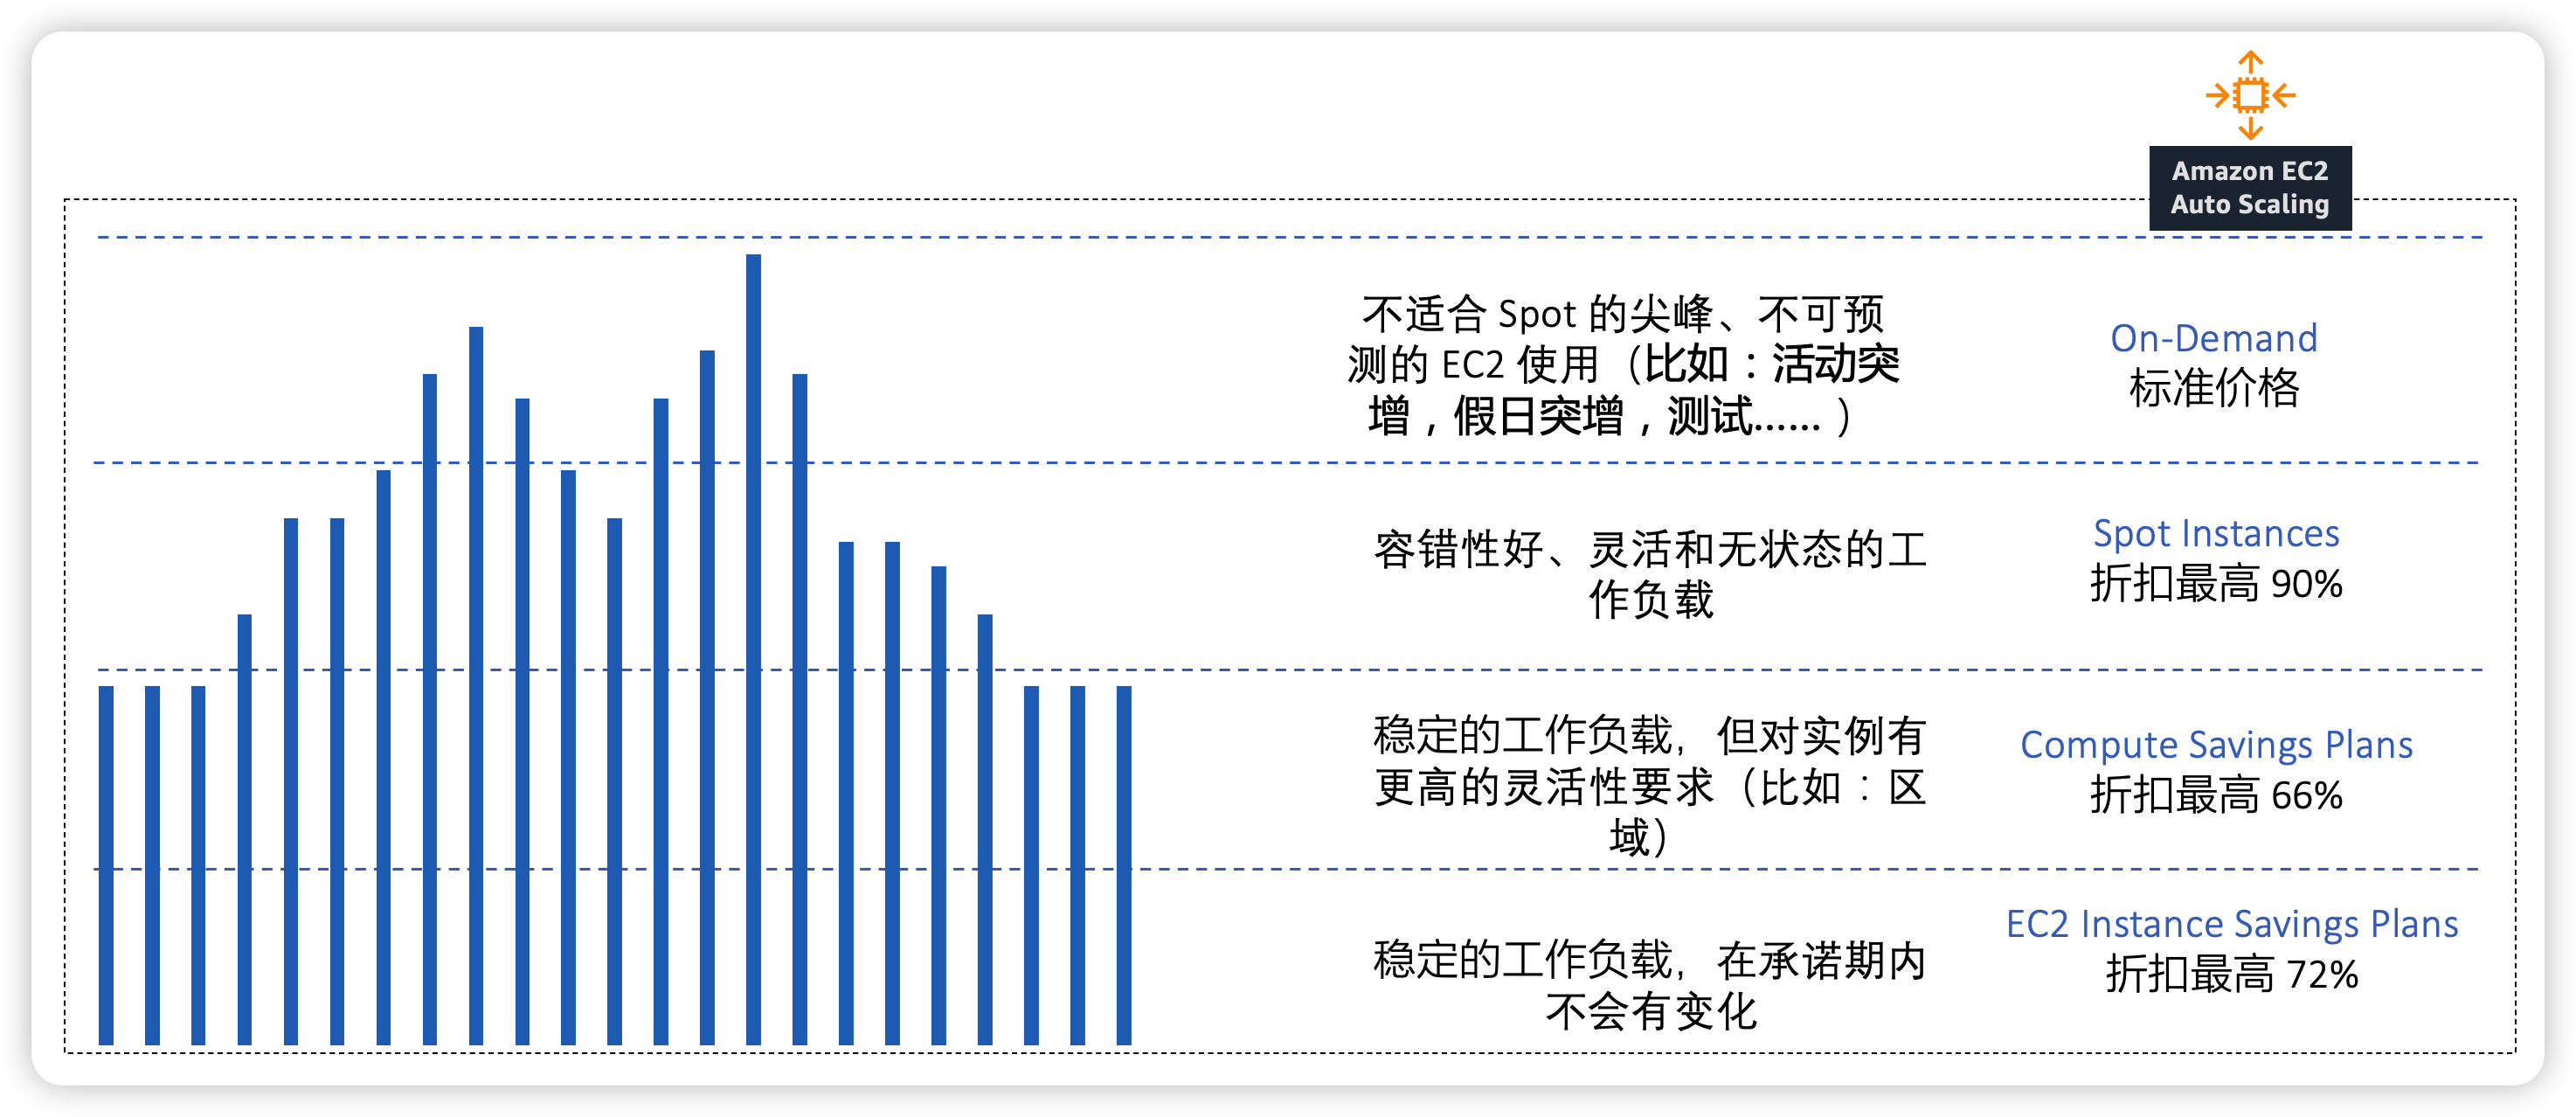 Amazon EC2
Auto Scaling
不适合 Spot 的尖峰、不可预
测的 EC2 使用（比如：活动突
增，假日突增，测试……）
On-Demand
标准价格
容错性好、灵活和无状态的工
作负载
Spot Instances
折扣最高 90%
稳定的工作负载，但对实例有
更高的灵活性要求（比如：区
域）
Compute Savings Plans
折扣最高 66%
稳定的工作负载，在承诺期内
不会有变化
EC2 Instance Savings Plans
折扣最高 72%